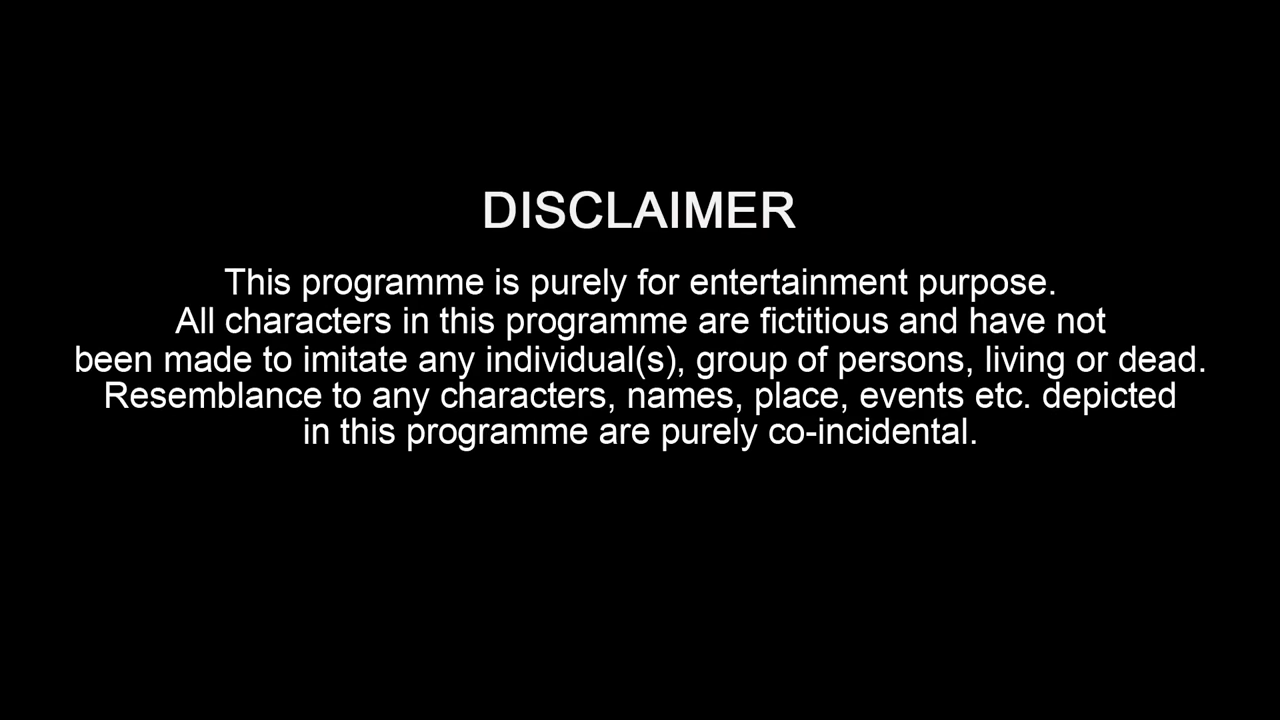 DISCLAIMER
This programme is purely for entertainment purpose.
All characters in this programme are fictitious and have not
been made to imitate any individual(s), group of persons, living or dead.
Resemblance to any characters, names, place, events etc. depicted
in this programme are purely co-incidental.